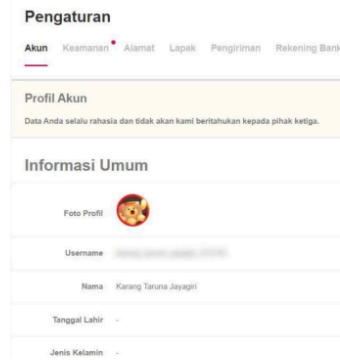 Pengaturan
Akun Keamanan Alamat Lapak Pengiriman Rekening Bank
Profil Akun
Data Anda selalu rahasia dan tidak akan kami beritahukan kepada pihak ketiga.
Informasi Umum
Foto Profil
Username
Nama Karang Taruna Jayagiri
Tanggal Lahir -
Jenis Kelamin -